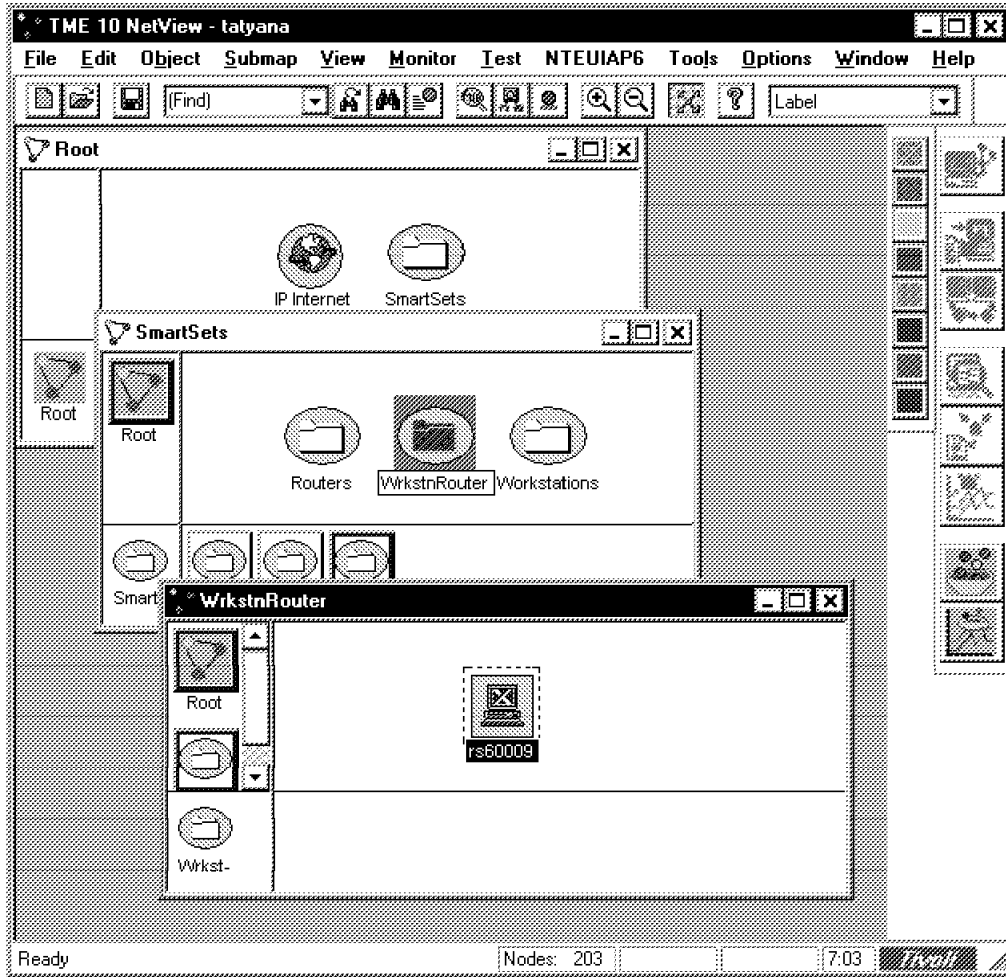 TME 10 NetView - tatyana
File Edit Object Submap View Monitor Test NTEUIAP6 Tools Options Window Help
(Find) Label
Root
IP Internet SmartSets
Root
SmartSets
Root
Routers WrkstnRouter Workstations
Smart
WrkstnRouter
Root
rs60009
Wrkst-
Ready Nodes: 203 7:03 Tivoli